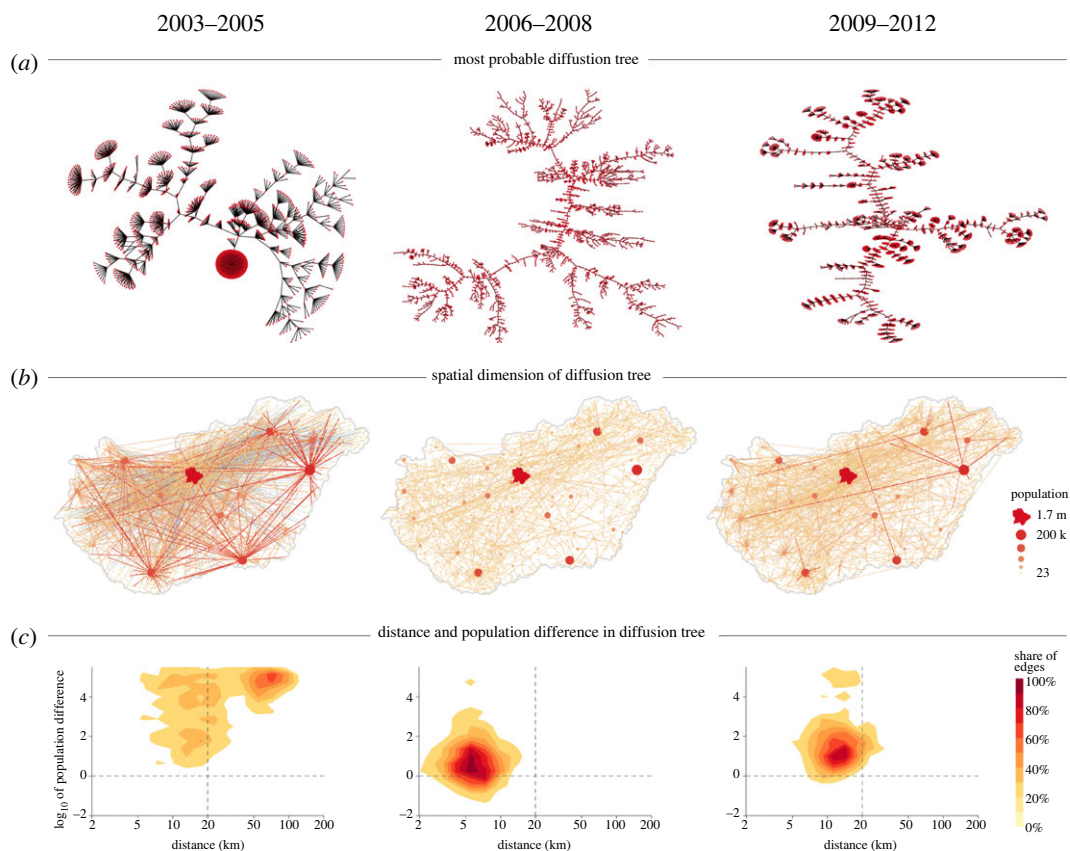 2003–2005 2006–2008 2009–2012
(a) most probable diffustion tree
(b) spatial dimension of diffusion tree
population
1.7 m
200 k
23
(c) distance and population difference in diffusion tree
share of
edges
100%
80%
60%
40%
20%
0%
log10 of population difference
4 4 4
2 2 2
0 0 0
−2 −2 −2
2 5 10 20 50 100 200 2 5 10 20 50 100 200 2 5 10 20 50 100 200
distance (km) distance (km) distance (km)